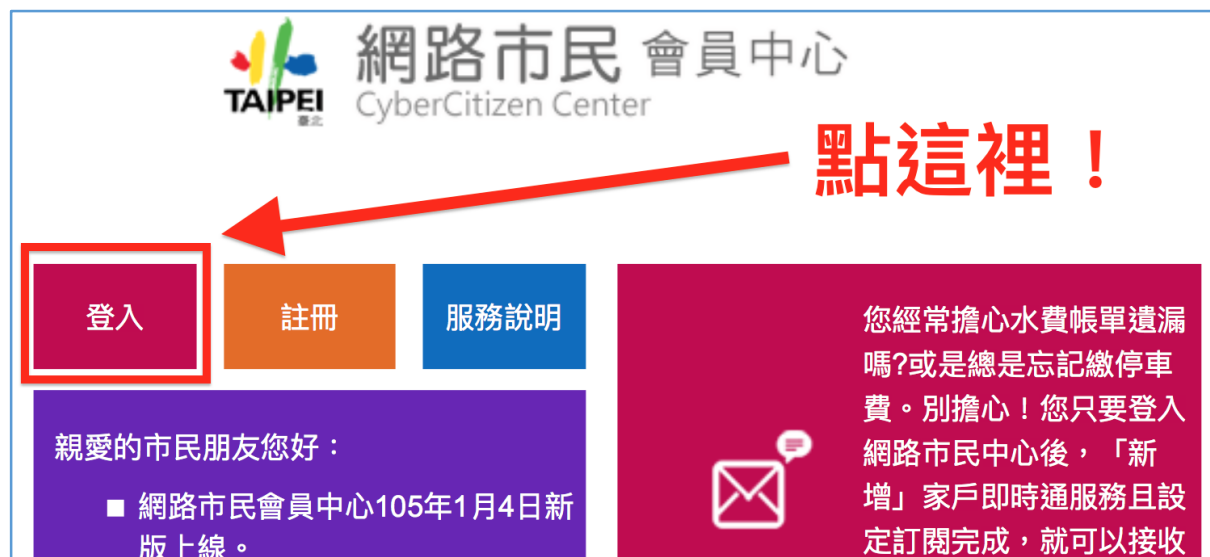 網路市民 會員中心
CyberCitizen Center
TAIPEI
臺北
點這裡！
登入
註冊
服務說明
親愛的市民朋友您好：
■ 網路市民會員中心105年1月4日新
版上線。
您經常擔心水費帳單遺漏
嗎?或是總是忘記繳停車
費。別擔心！您只要登入
網路市民中心後，「新
增」家戶即時通服務且設
定訂閱完成，就可以接收